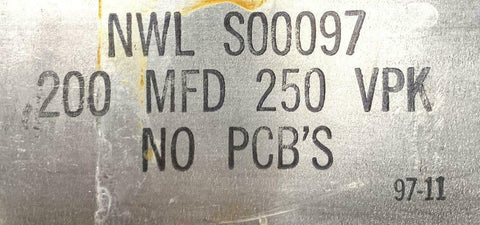 NWL S00097
200 MFD 250 VPK
NO PCB'S
97-11